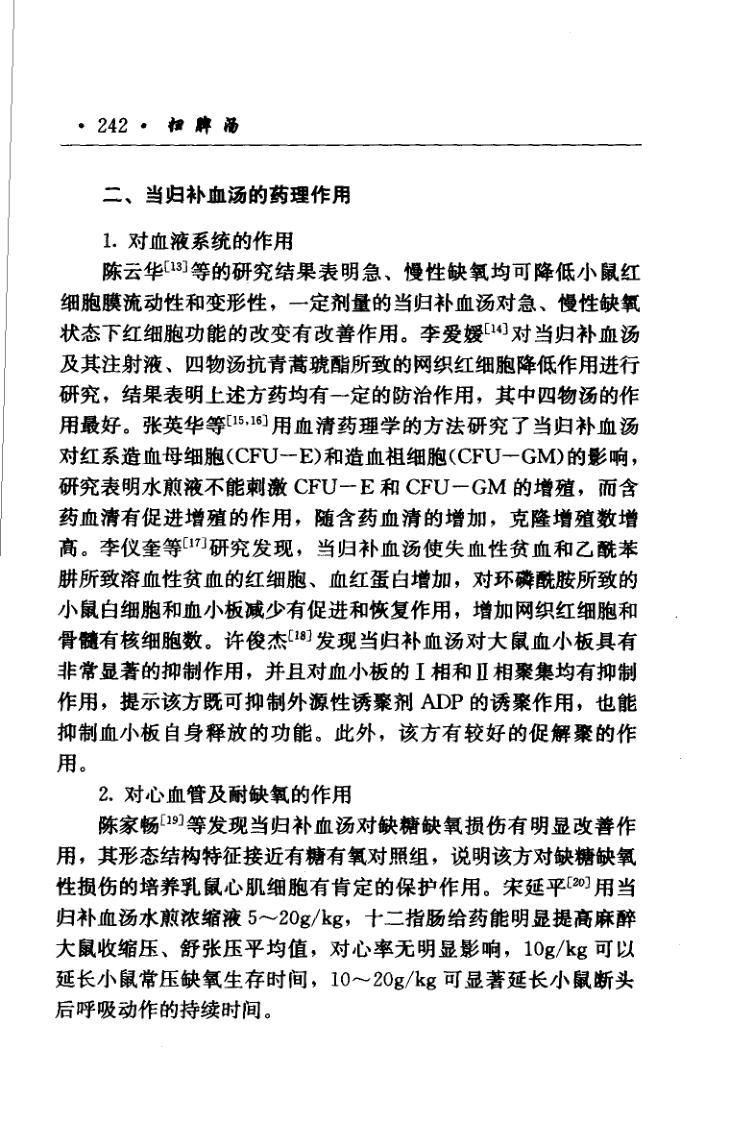 · 242 · 归脾汤
二、当归补血汤的药理作用
1. 对血液系统的作用
陈云华[13]等的研究结果表明急、慢性缺氧均可降低小鼠红
细胞膜流动性和变形性，一定剂量的当归补血汤对急、慢性缺氧
状态下红细胞功能的改变有改善作用。李爱媛[14]对当归补血汤
及其注射液、四物汤抗青蒿琥酯所致的网织红细胞降低作用进行
研究，结果表明上述方药均有一定的防治作用，其中四物汤的作
用最好。张英华等[15,16]用血清药理学的方法研究了当归补血汤
对红系造血母细胞(CFU－E)和造血祖细胞(CFU－GM)的影响，
研究表明水煎液不能刺激 CFU－E 和 CFU－GM 的增殖，而含
药血清有促进增殖的作用，随含药血清的增加，克隆增殖数增
高。李仪奎等[17]研究发现，当归补血汤使失血性贫血和乙酰苯
肼所致溶血性贫血的红细胞、血红蛋白增加，对环磷酰胺所致的
小鼠白细胞和血小板减少有促进和恢复作用，增加网织红细胞和
骨髓有核细胞数。许俊杰[18]发现当归补血汤对大鼠血小板具有
非常显著的抑制作用，并且对血小板的Ⅰ相和Ⅱ相聚集均有抑制
作用，提示该方既可抑制外源性诱聚剂 ADP 的诱聚作用，也能
抑制血小板自身释放的功能。此外，该方有较好的促解聚的作
用。
2. 对心血管及耐缺氧的作用
陈家畅[19]等发现当归补血汤对缺糖缺氧损伤有明显改善作
用，其形态结构特征接近有糖有氧对照组，说明该方对缺糖缺氧
性损伤的培养乳鼠心肌细胞有肯定的保护作用。宋延平[20]用当
归补血汤水煎浓缩液 5～20g/kg，十二指肠给药能明显提高麻醉
大鼠收缩压、舒张压平均值，对心率无明显影响，10g/kg 可以
延长小鼠常压缺氧生存时间，10～20g/kg 可显著延长小鼠断头
后呼吸动作的持续时间。